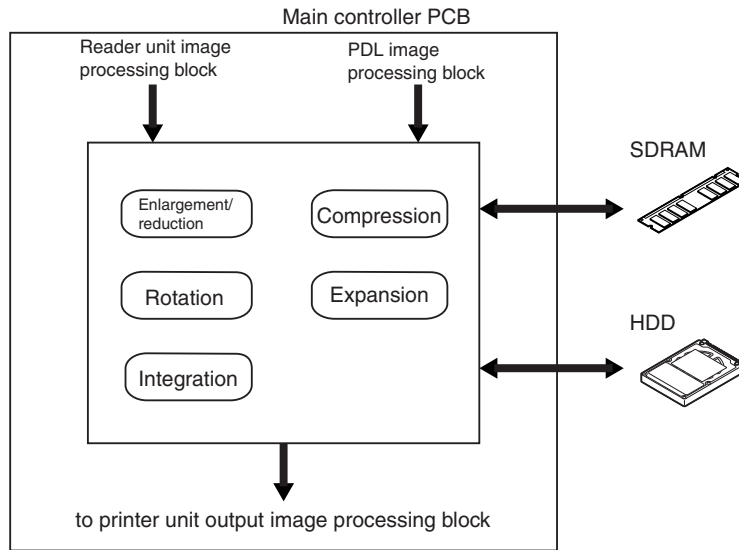 Main controller PCB
Reader unit image
processing block
PDL image
processing block
SDRAM
Enlargement/
reduction
Compression
Rotation
Expansion
HDD
Integration
to printer unit output image processing block